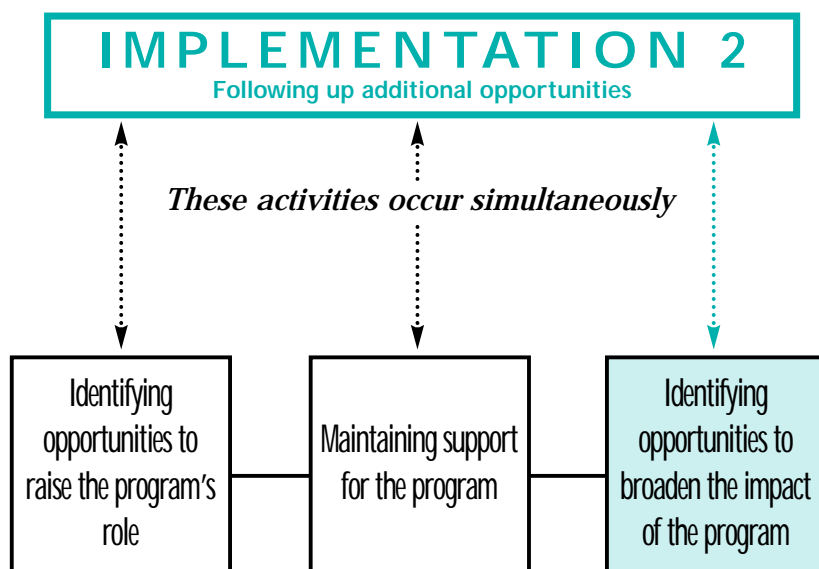 IMPLEMENTATION 2
Following up additional opportunities
These activities occur simultaneously
Identifying
opportunities to
raise the program's
role
Maintaining support
for the program
Identifying
opportunities to
broaden the impact
of the program